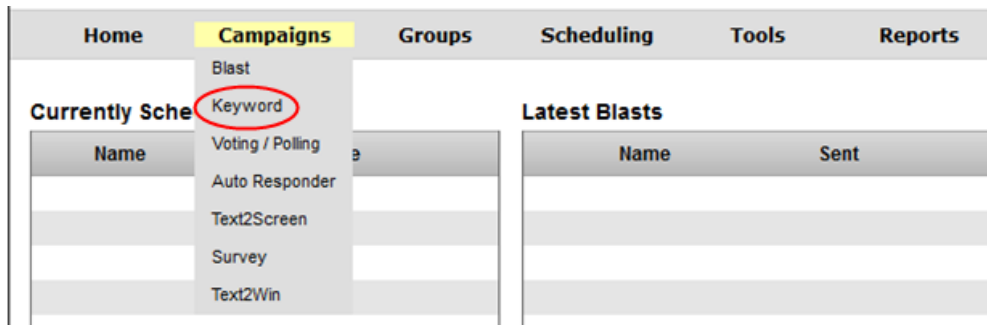 Home Campaigns Groups Scheduling Tools Reports
Blast
Keyword
Voting / Polling
Auto Responder
Text2Screen
Survey
Text2Win
Currently Sche
Name e
Latest Blasts
Name Sent